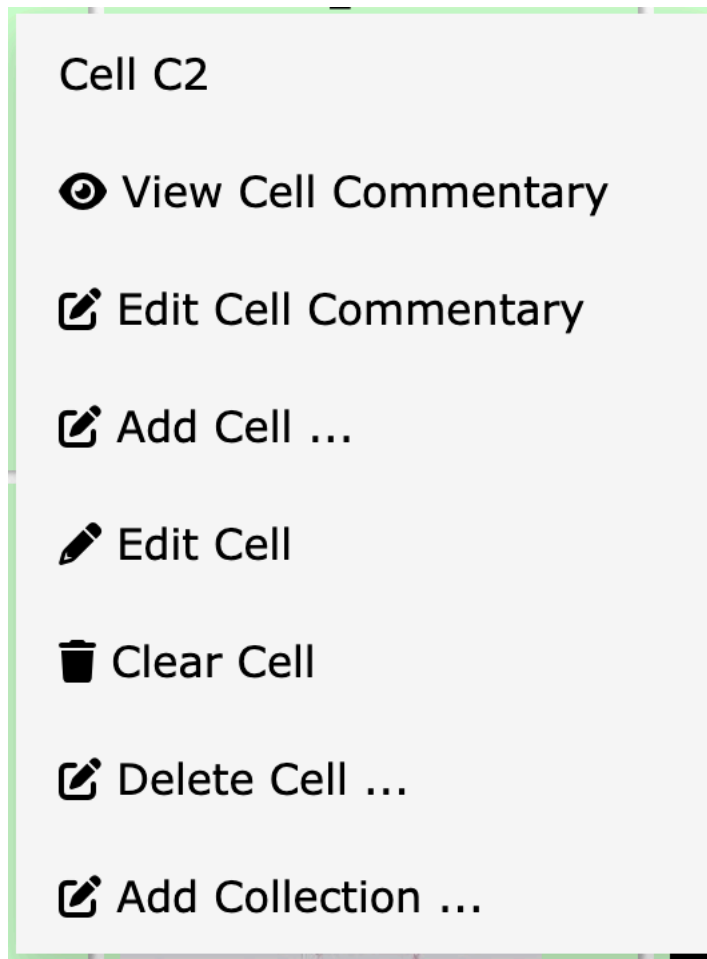 Cell C2
View Cell Commentary
Edit Cell Commentary
Add Cell ...
Edit Cell
Clear Cell
Delete Cell ...
Add Collection ...